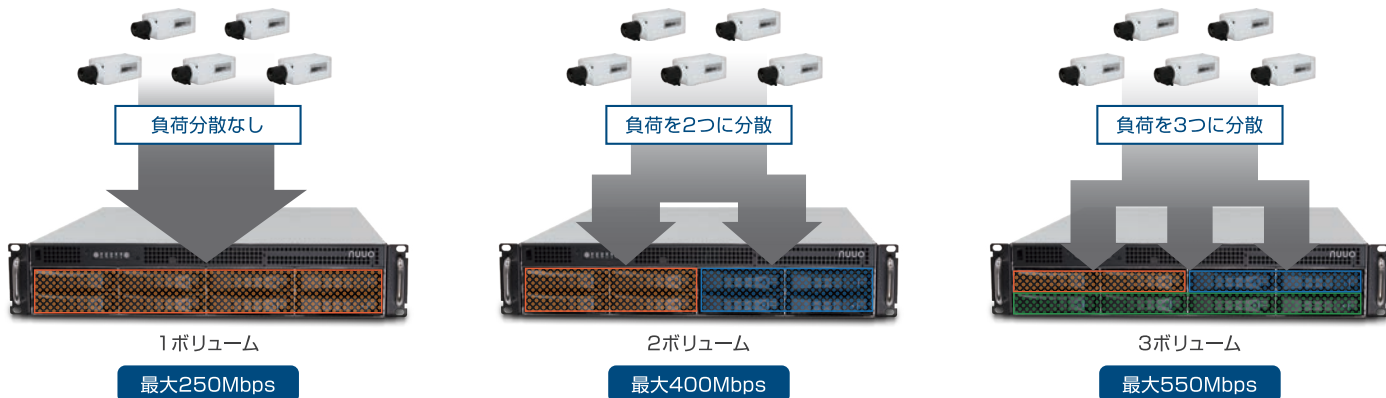 負荷分散なし
負荷を2つに分散
負荷を3つに分散
nuuo
nuuo
nuuo
1ボリューム
2ボリューム
3ボリューム
最大250Mbps
最大400Mbps
最大550Mbps